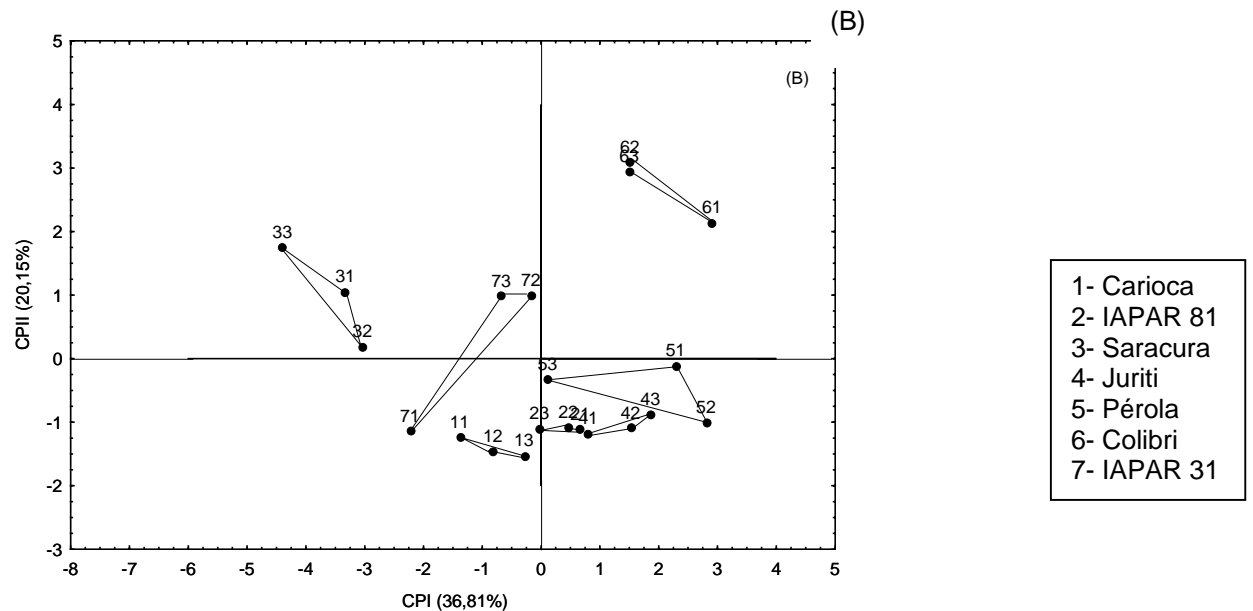 (B)
(B)
5
4
3
2
1
0
-1
-2
-3
CPII (20,15%)
62
63
61
33
31
32
73
72
71
53
51
52
43
42
41
21
22
23
11
12
13
-8 -7 -6 -5 -4 -3 -2 -1 0 1 2 3 4 5
CPI (36,81%)
1- Carioca
2- IAPAR 81
3- Saracura
4- Juriti
5- Pérola
6- Colibri
7- IAPAR 31